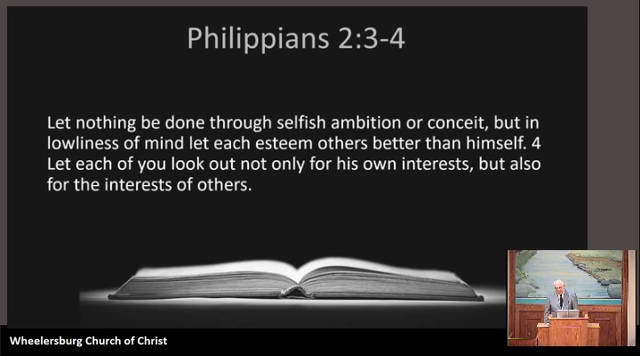 Philippians 2:3-4
Let nothing be done through selfish ambition or conceit, but in
lowliness of mind let each esteem others better than himself. 4
Let each of you look out not only for his own interests, but also
for the interests of others.
Wheelersburg Church of Christ